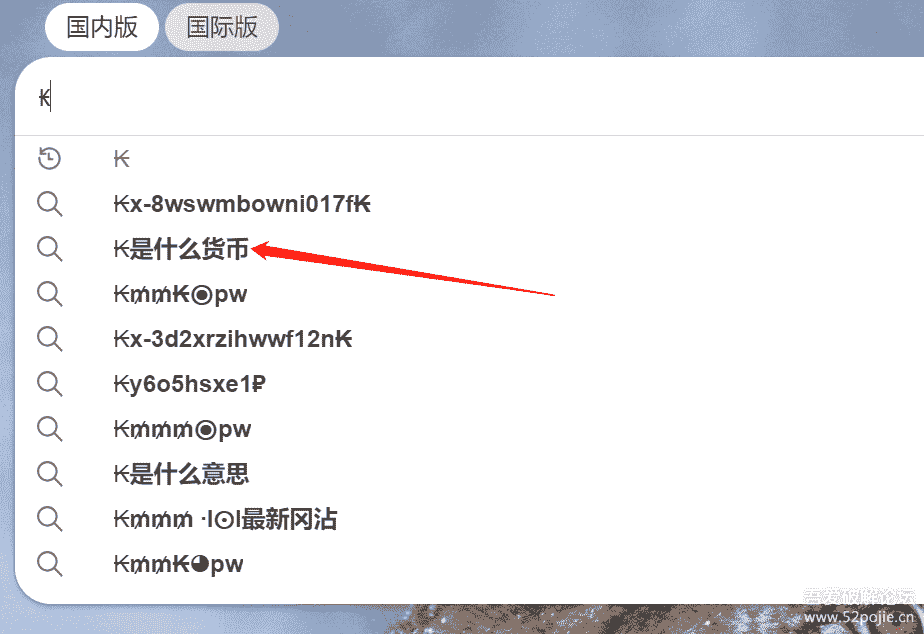 国内版 国际版
₭
₭
₭x-8wswmbowni017f₭
₭是什么货币
₭m̸m̸₭◉pw
₭x-3d2xrzihwwf12n₭
₭y6o5hsxe1₽
₭m̸m̸m̸◉pw
₭是什么意思
₭m̸m̸m̸ ·l⊙l最新冈沾
₭m̸m̸₭◕pw
吾爱破解论坛
www.52pojie.cn